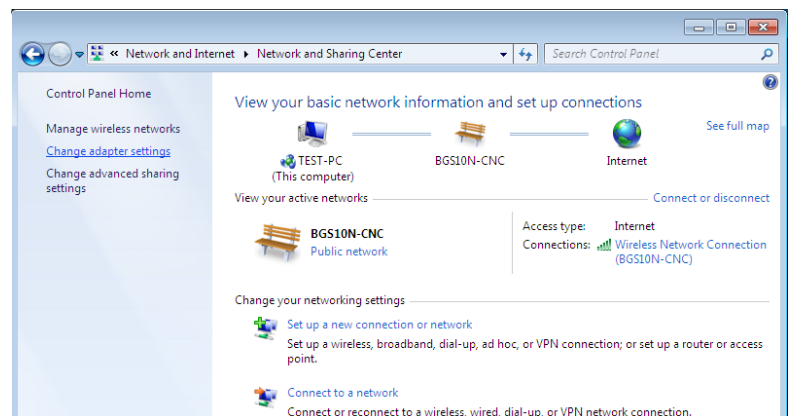 « Network and Internet ▸ Network and Sharing Center
Search Control Panel
Control Panel Home
Manage wireless networks
Change adapter settings
Change advanced sharing
settings
View your basic network information and set up connections
See full map
TEST-PC
(This computer)
BGS10N-CNC
Internet
View your active networks
Connect or disconnect
BGS10N-CNC
Public network
Access type: Internet
Connections: Wireless Network Connection
(BGS10N-CNC)
Change your networking settings
Set up a new connection or network
Set up a wireless, broadband, dial-up, ad hoc, or VPN connection; or set up a router or access
point.
Connect to a network
Connect or reconnect to a wireless, wired, dial-up, or VPN network connection.